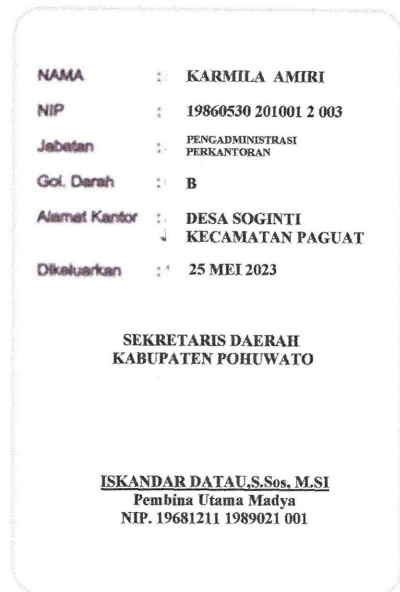 NAMA : KARMILA AMIRI
NIP : 19860530 201001 2 003
Jabatan : PENGADMINISTRASI
PERKANTORAN
Gol. Darah : B
Alamat Kantor : DESA SOGINTI
KECAMATAN PAGUAT
Dikeluarkan : 25 MEI 2023
SEKRETARIS DAERAH
KABUPATEN POHUWATO
ISKANDAR DATAU,S.Sos, M.SI
Pembina Utama Madya
NIP. 19681211 1989021 001